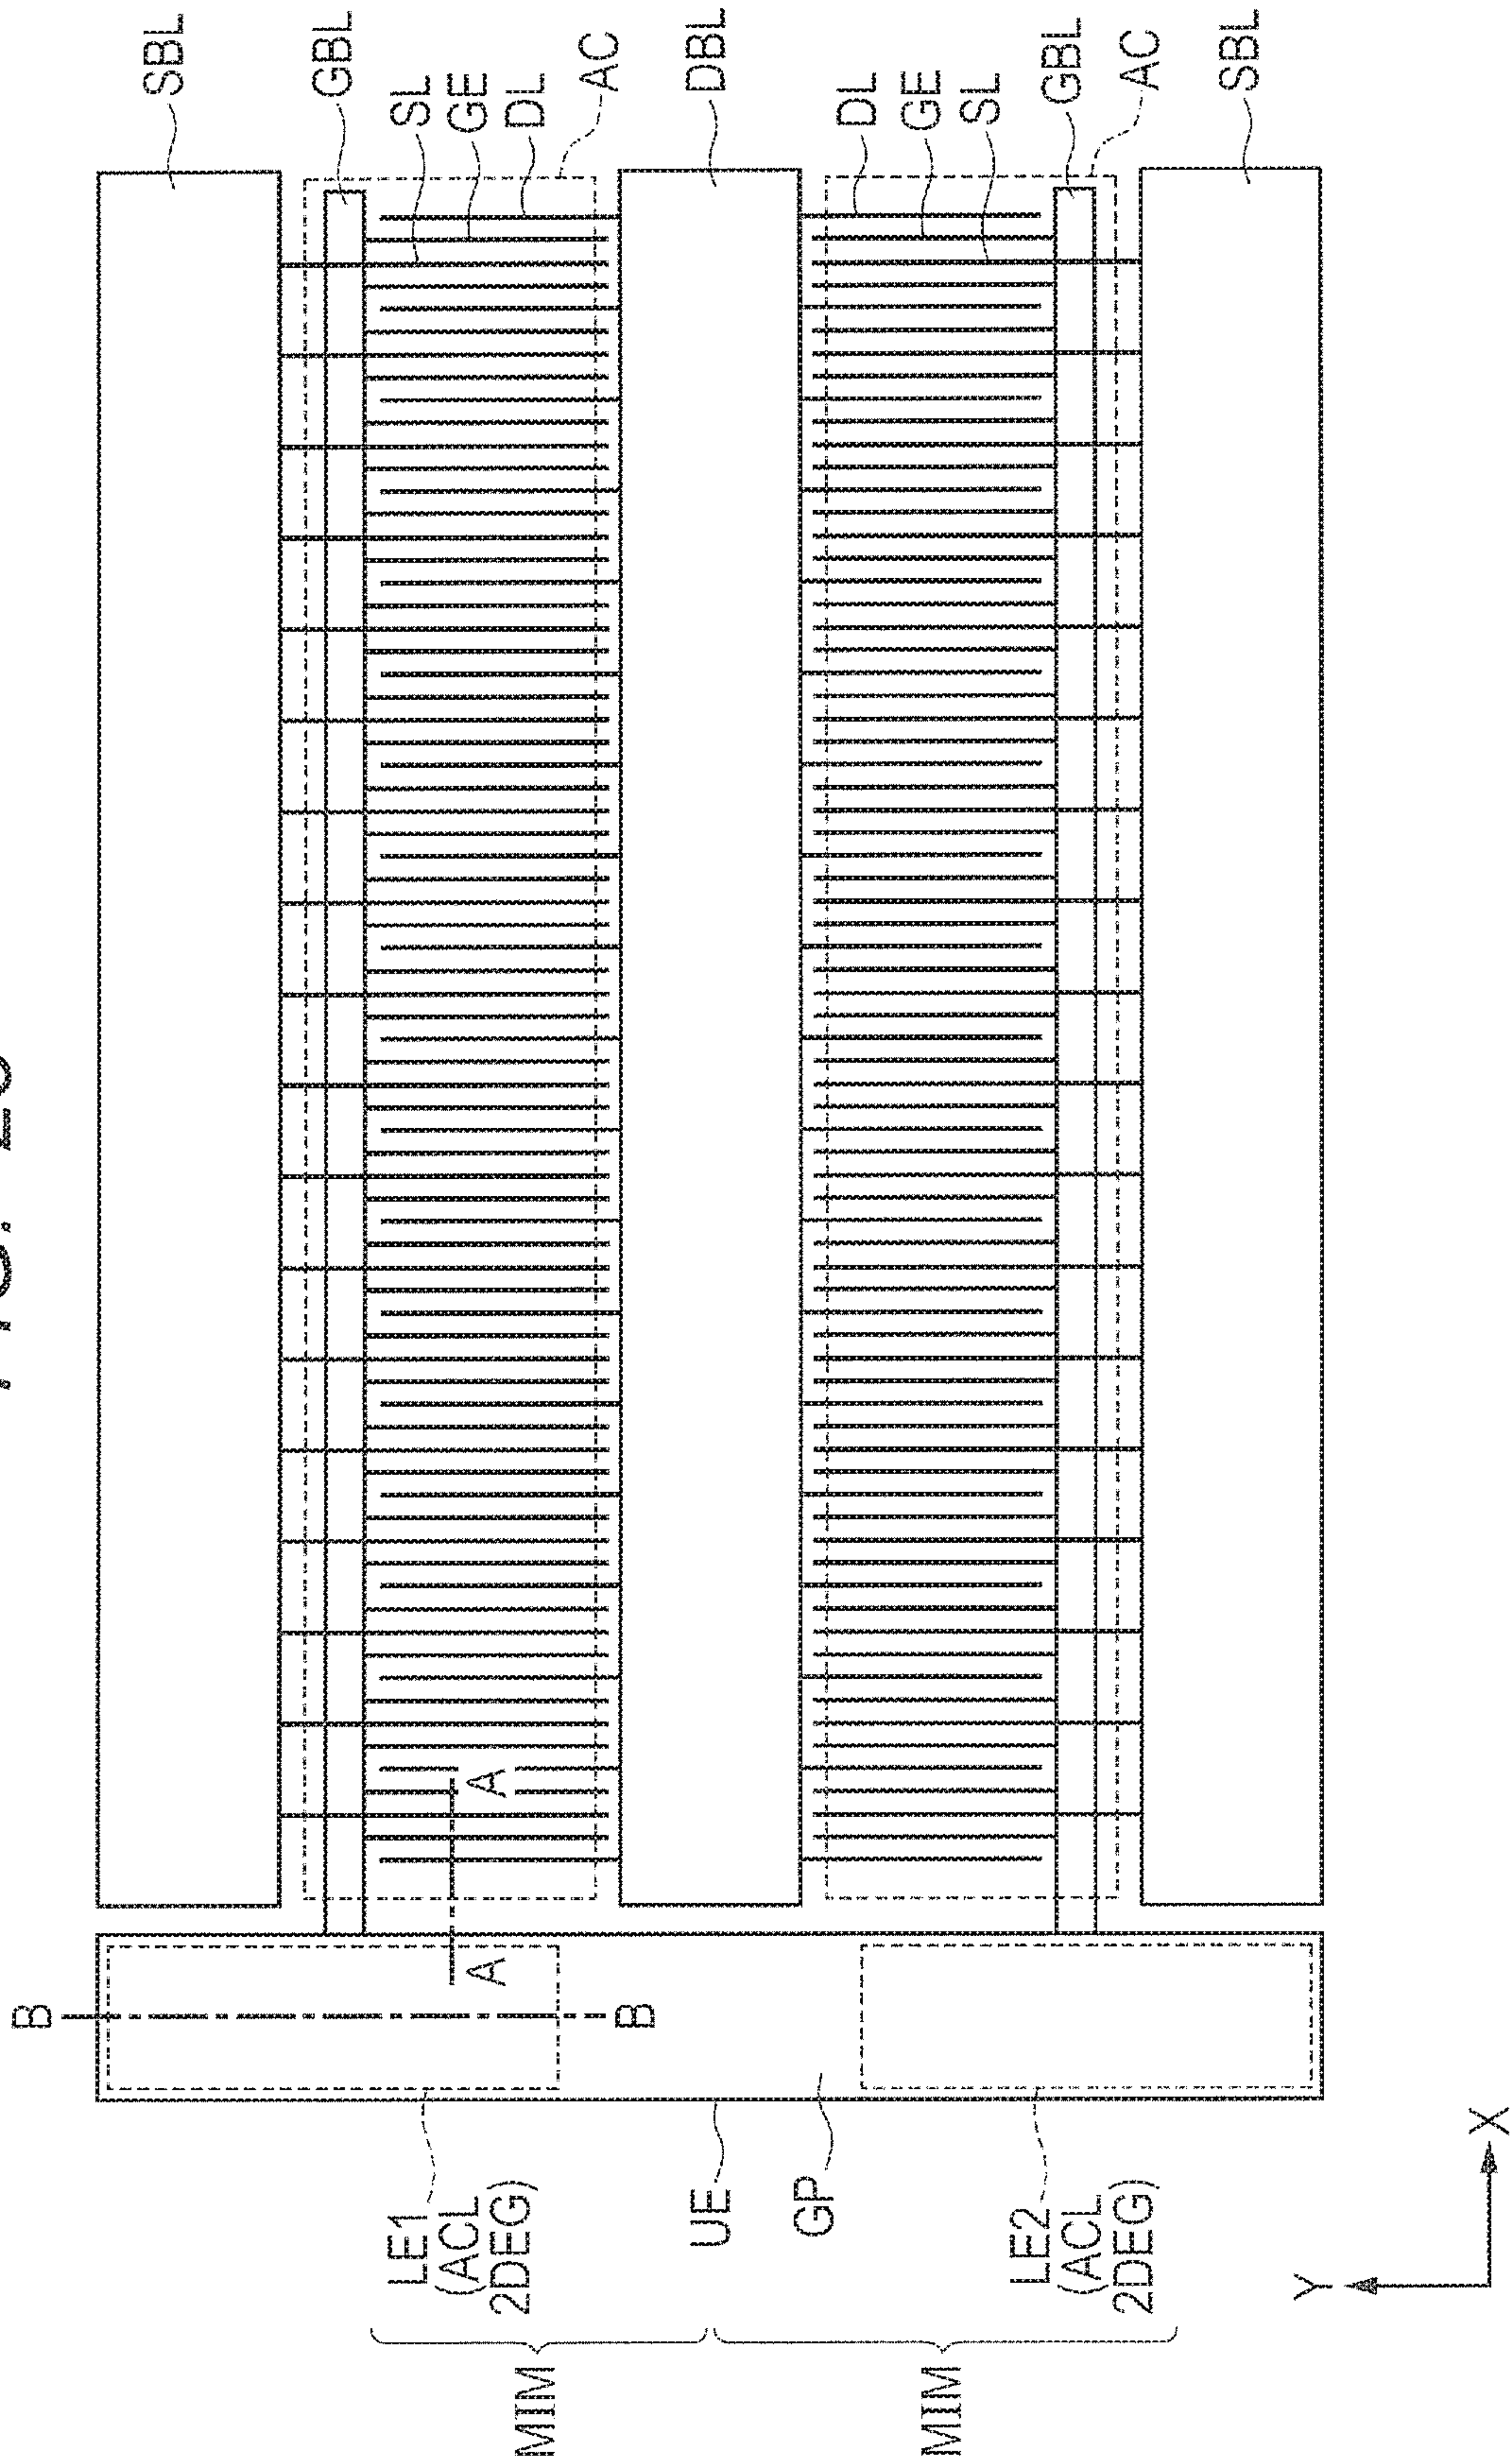 B
SBL
GBL
LE1
(ACL
2DEG)
SL
GE
A
A
DL
MIM
AC
B
DBL
UE
GP
DL
GE
MIM
SL
LE2
(ACL
2DEG)
GBL
AC
SBL
Y
X